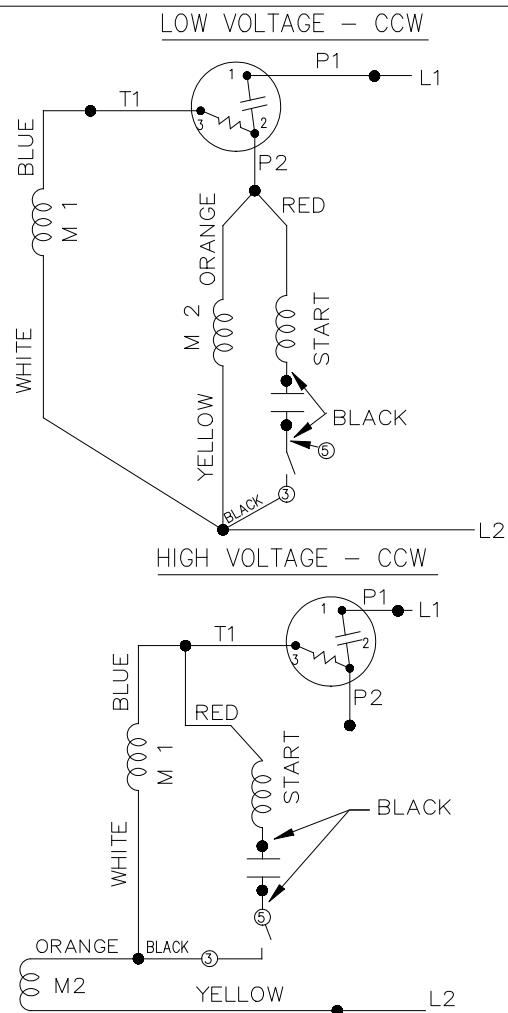 LOW VOLTAGE - CCW
P1
L1
1
T1
3
2
P2
BLUE
M 1
ORANGE
RED
M 2
START
WHITE
YELLOW
BLACK
5
3
BLACK
L2
HIGH VOLTAGE - CCW
P1
L1
1
T1
3
2
P2
BLUE
RED
M 1
START
BLACK
WHITE
5
ORANGE
BLACK
3
M2
YELLOW
L2